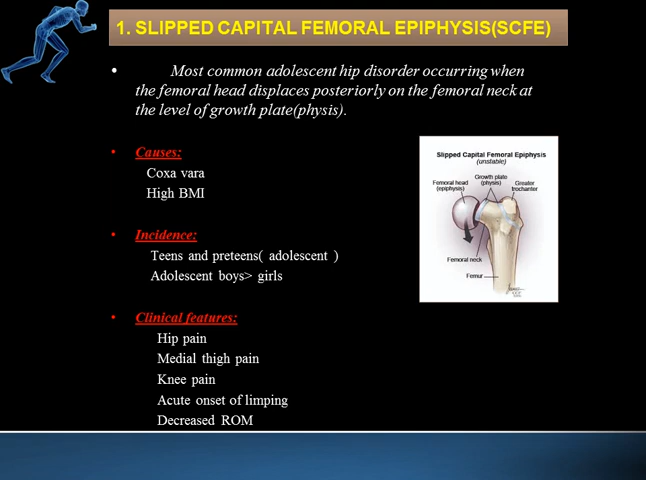 1. SLIPPED CAPITAL FEMORAL EPIPHYSIS(SCFE)
• Most common adolescent hip disorder occurring when
the femoral head displaces posteriorly on the femoral neck at
the level of growth plate(physis).
• Causes:
Coxa vara
High BMI
• Incidence:
Teens and preteens( adolescent )
Adolescent boys> girls
• Clinical features:
Hip pain
Medial thigh pain
Knee pain
Acute onset of limping
Decreased ROM
Slipped Capital Femoral Epiphysis
(unstable)
Femoral head
(epiphysis)
Growth plate
(physis)
Greater
trochanter
Femoral neck
Femur